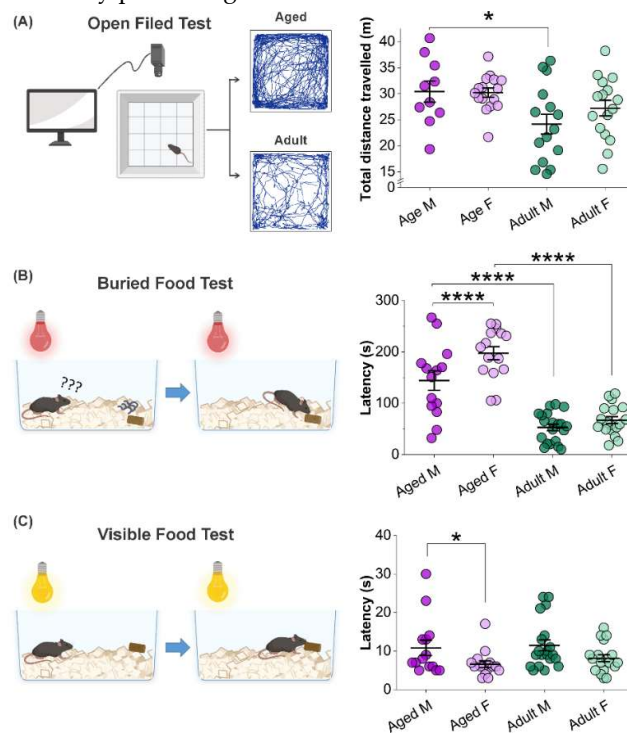 (A)
Open Filed Test
Aged
Adult
Total distance travelled (m)
40
35
30
25
20
15
0
*
Age M
Age F
Adult M
Adult F
(B)
Buried Food Test
???
Latency (s)
300
200
100
0
****
****
****
Aged M
Aged F
Adult M
Adult F
(C)
Visible Food Test
Latency (s)
40
30
20
10
0
*
Aged M
Aged F
Adult M
Adult F